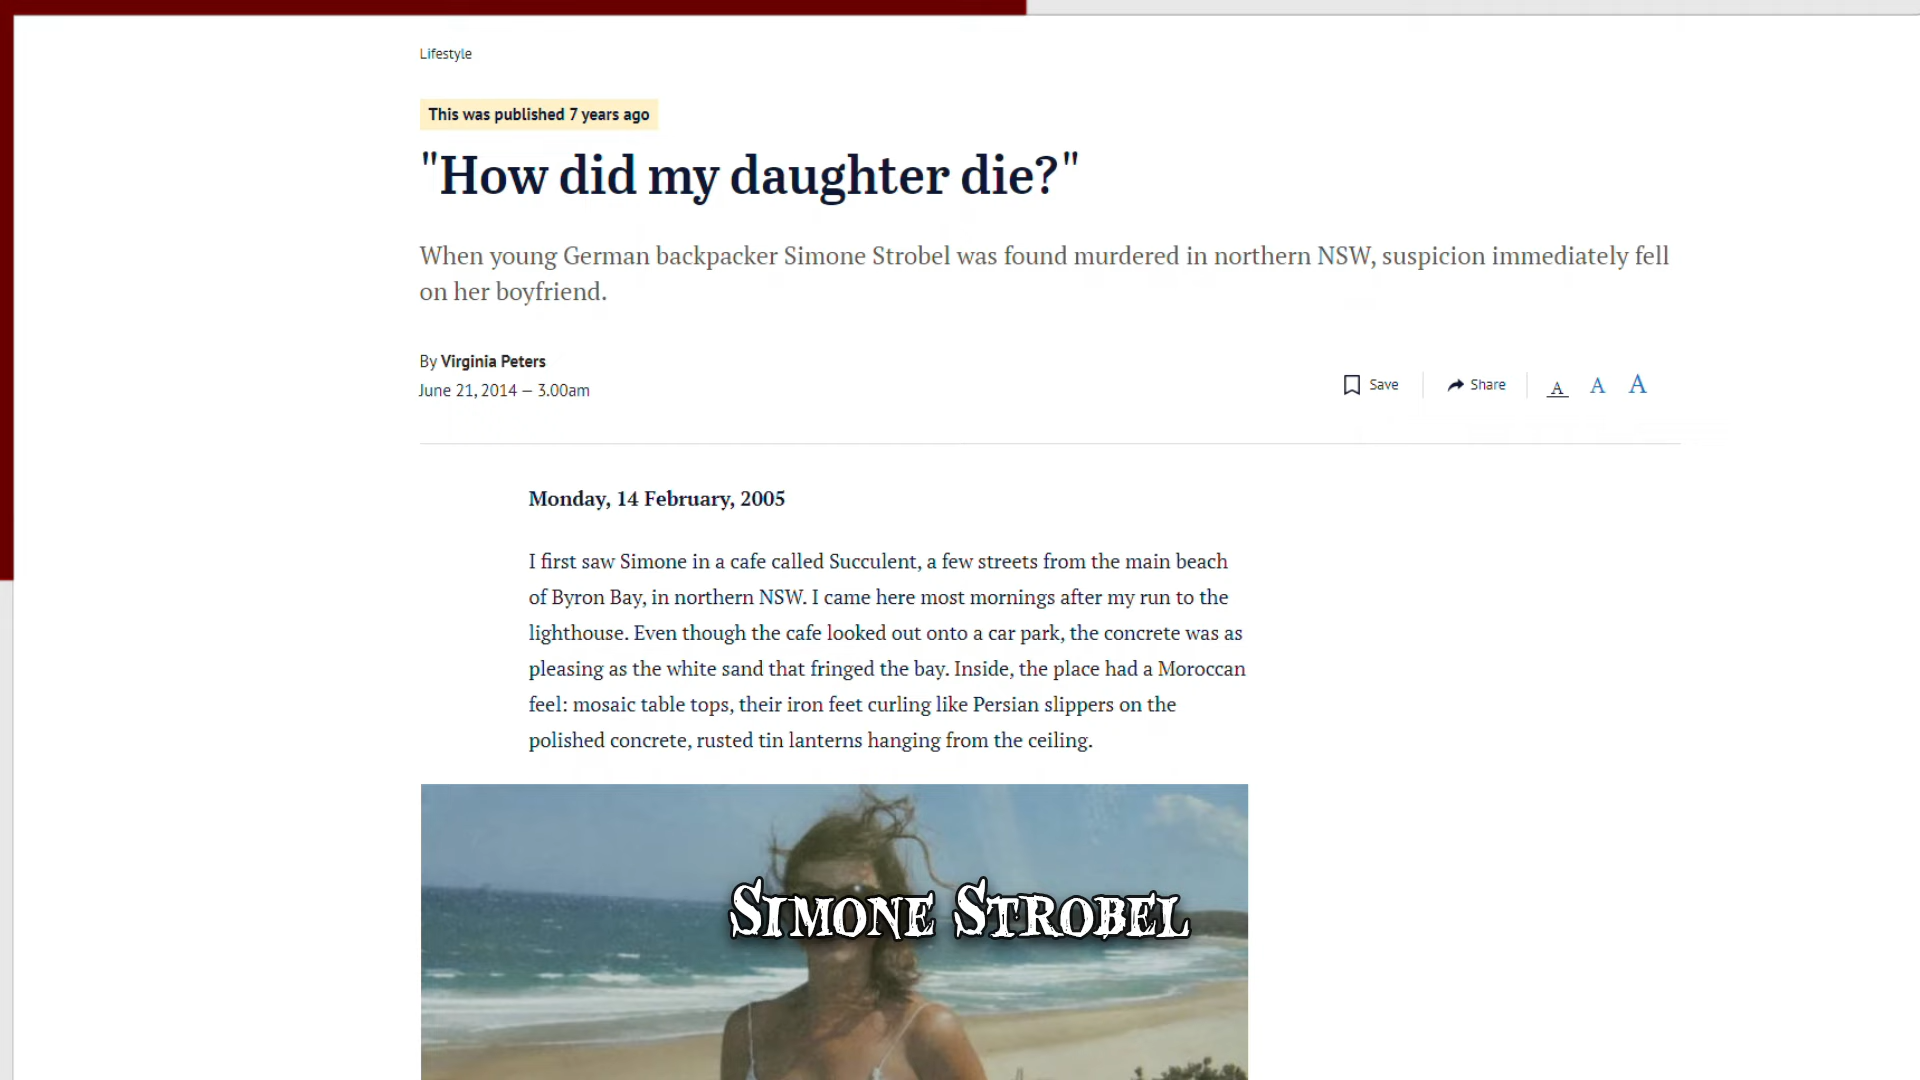 Lifestyle
This was published 7 years ago
"How did my daughter die?"
When young German backpacker Simone Strobel was found murdered in northern NSW, suspicion immediately fell
on her boyfriend.
By Virginia Peters
June 21, 2014 — 3.00am
Save
Share
A A A
Monday, 14 February, 2005
I first saw Simone in a cafe called Succulent, a few streets from the main beach
of Byron Bay, in northern NSW. I came here most mornings after my run to the
lighthouse. Even though the cafe looked out onto a car park, the concrete was as
pleasing as the white sand that fringed the bay. Inside, the place had a Moroccan
feel: mosaic table tops, their iron feet curling like Persian slippers on the
polished concrete, rusted tin lanterns hanging from the ceiling.
Simone Strobel